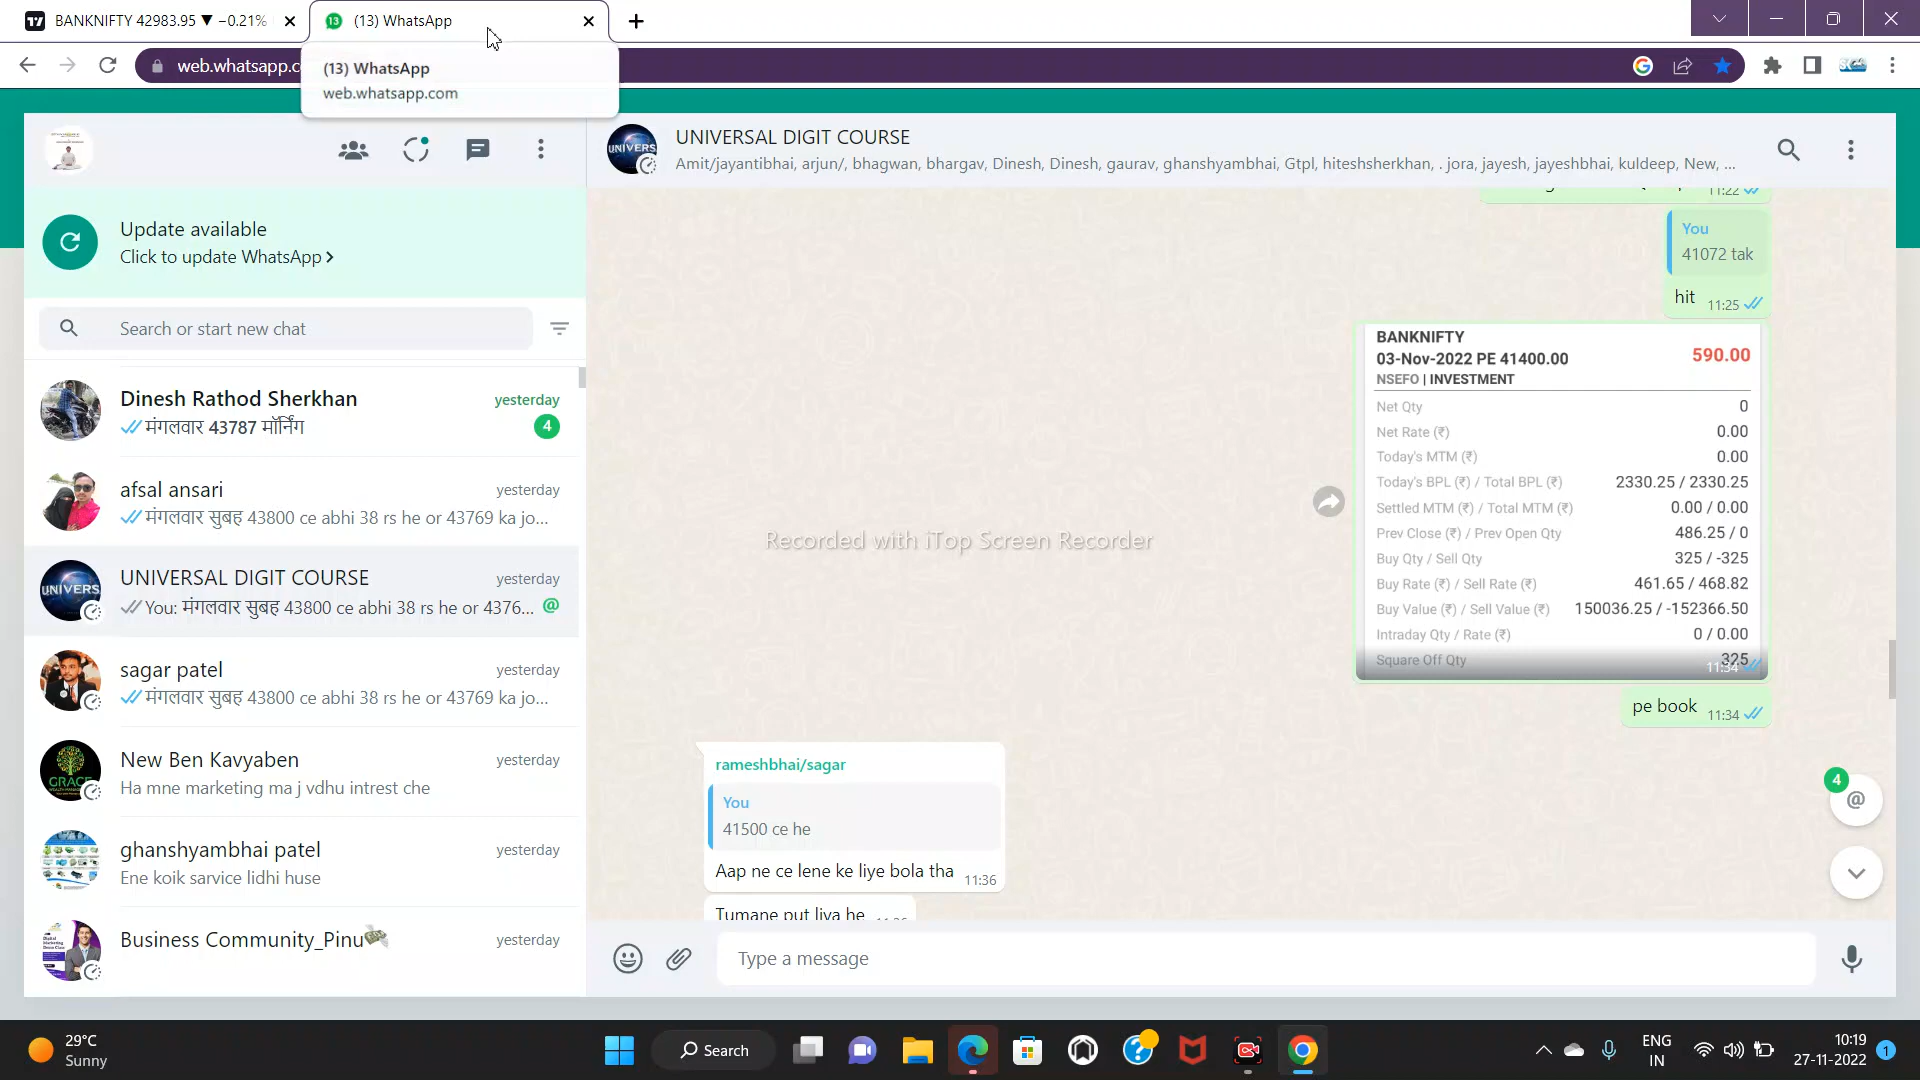 BANKNIFTY 42983.95 ▼ −0.21%
(13) WhatsApp
web.whatsapp.c
(13) WhatsApp
web.whatsapp.com
UNIVERSAL DIGIT COURSE
Amit/jayantibhai, arjun/, bhagwan, bhargav, Dinesh, Dinesh, gaurav, ghanshyambhai, Gtpl, hiteshsherkhan, . jora, jayesh, jayeshbhai, kuldeep, New, ...
Update available
Click to update WhatsApp
Search or start new chat
Dinesh Rathod Sherkhan
yesterday
मंगलवार 43787 मॉर्निंग
4
afsal ansari
yesterday
मंगलवार सुबह 43800 ce abhi 38 rs he or 43769 ka jo...
UNIVERSAL DIGIT COURSE
yesterday
You: मंगलवार सुबह 43800 ce abhi 38 rs he or 4376... @
sagar patel
yesterday
मंगलवार सुबह 43800 ce abhi 38 rs he or 43769 ka jo...
New Ben Kavyaben
yesterday
Ha mne marketing ma j vdhu intrest che
ghanshyambhai patel
yesterday
Ene koik sarvice lidhi huse
Business Community_Pinu
yesterday
11:22
You
41072 tak
hit 11:25
BANKNIFTY
03-Nov-2022 PE 41400.00
590.00
NSEFO | INVESTMENT
Net Qty 0
Net Rate (₹) 0.00
Today's MTM (₹) 0.00
Today's BPL (₹) / Total BPL (₹) 2330.25 / 2330.25
Settled MTM (₹) / Total MTM (₹) 0.00 / 0.00
Prev Close (₹) / Prev Open Qty 486.25 / 0
Buy Qty / Sell Qty 325 / -325
Buy Rate (₹) / Sell Rate (₹) 461.65 / 468.82
Buy Value (₹) / Sell Value (₹) 150036.25 / -152366.50
Intraday Qty / Rate (₹) 0 / 0.00
Square Off Qty 325
11:34
pe book 11:34
Recorded with iTop Screen Recorder
rameshbhai/sagar
You
41500 ce he
Aap ne ce lene ke liye bola tha 11:36
Tumane put liya he 11:36
4
@
Type a message
29°C
Sunny
Search
ENG
IN
10:19
27-11-2022
1